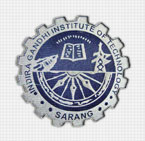 INDIRA GANDHI INSTITUTE OF TECHNOLOGY
SARANG